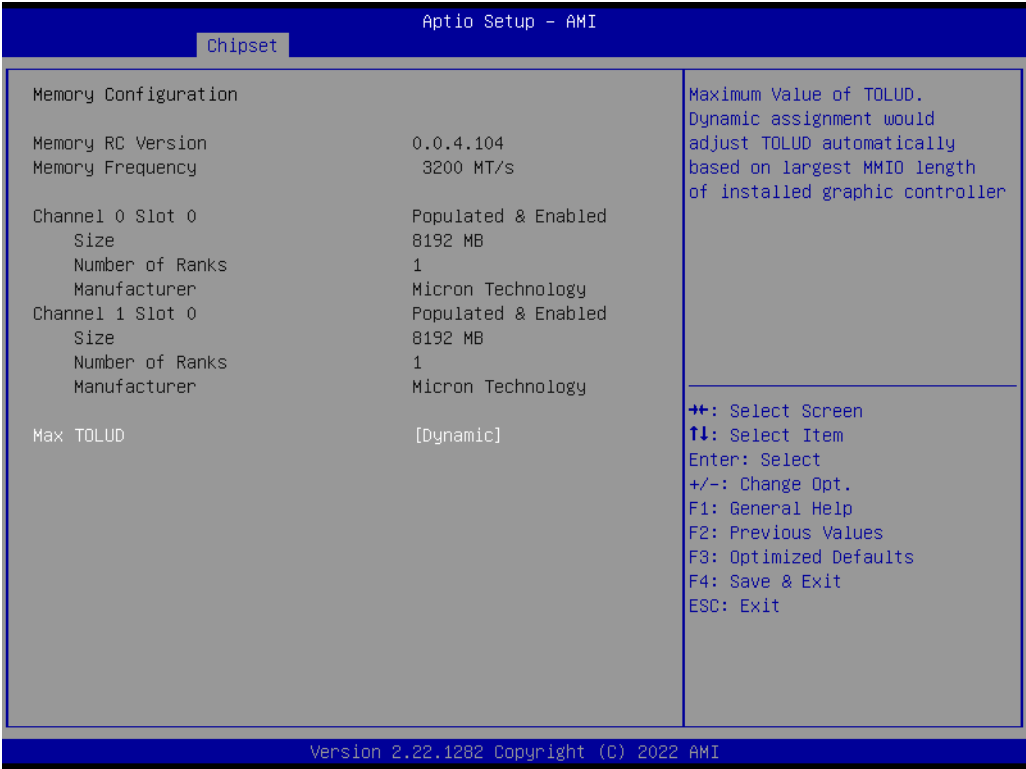 Aptio Setup – AMI
Chipset
Memory Configuration
Memory RC Version 0.0.4.104
Memory Frequency 3200 MT/s
Channel 0 Slot 0 Populated & Enabled
Size 8192 MB
Number of Ranks 1
Manufacturer Micron Technology
Channel 1 Slot 0 Populated & Enabled
Size 8192 MB
Number of Ranks 1
Manufacturer Micron Technology
Max TOLUD [Dynamic]
Maximum Value of TOLUD.
Dynamic assignment would
adjust TOLUD automatically
based on largest MMIO length
of installed graphic controller
→←: Select Screen
↑↓: Select Item
Enter: Select
+/-: Change Opt.
F1: General Help
F2: Previous Values
F3: Optimized Defaults
F4: Save & Exit
ESC: Exit
Version 2.22.1282 Copyright (C) 2022 AMI